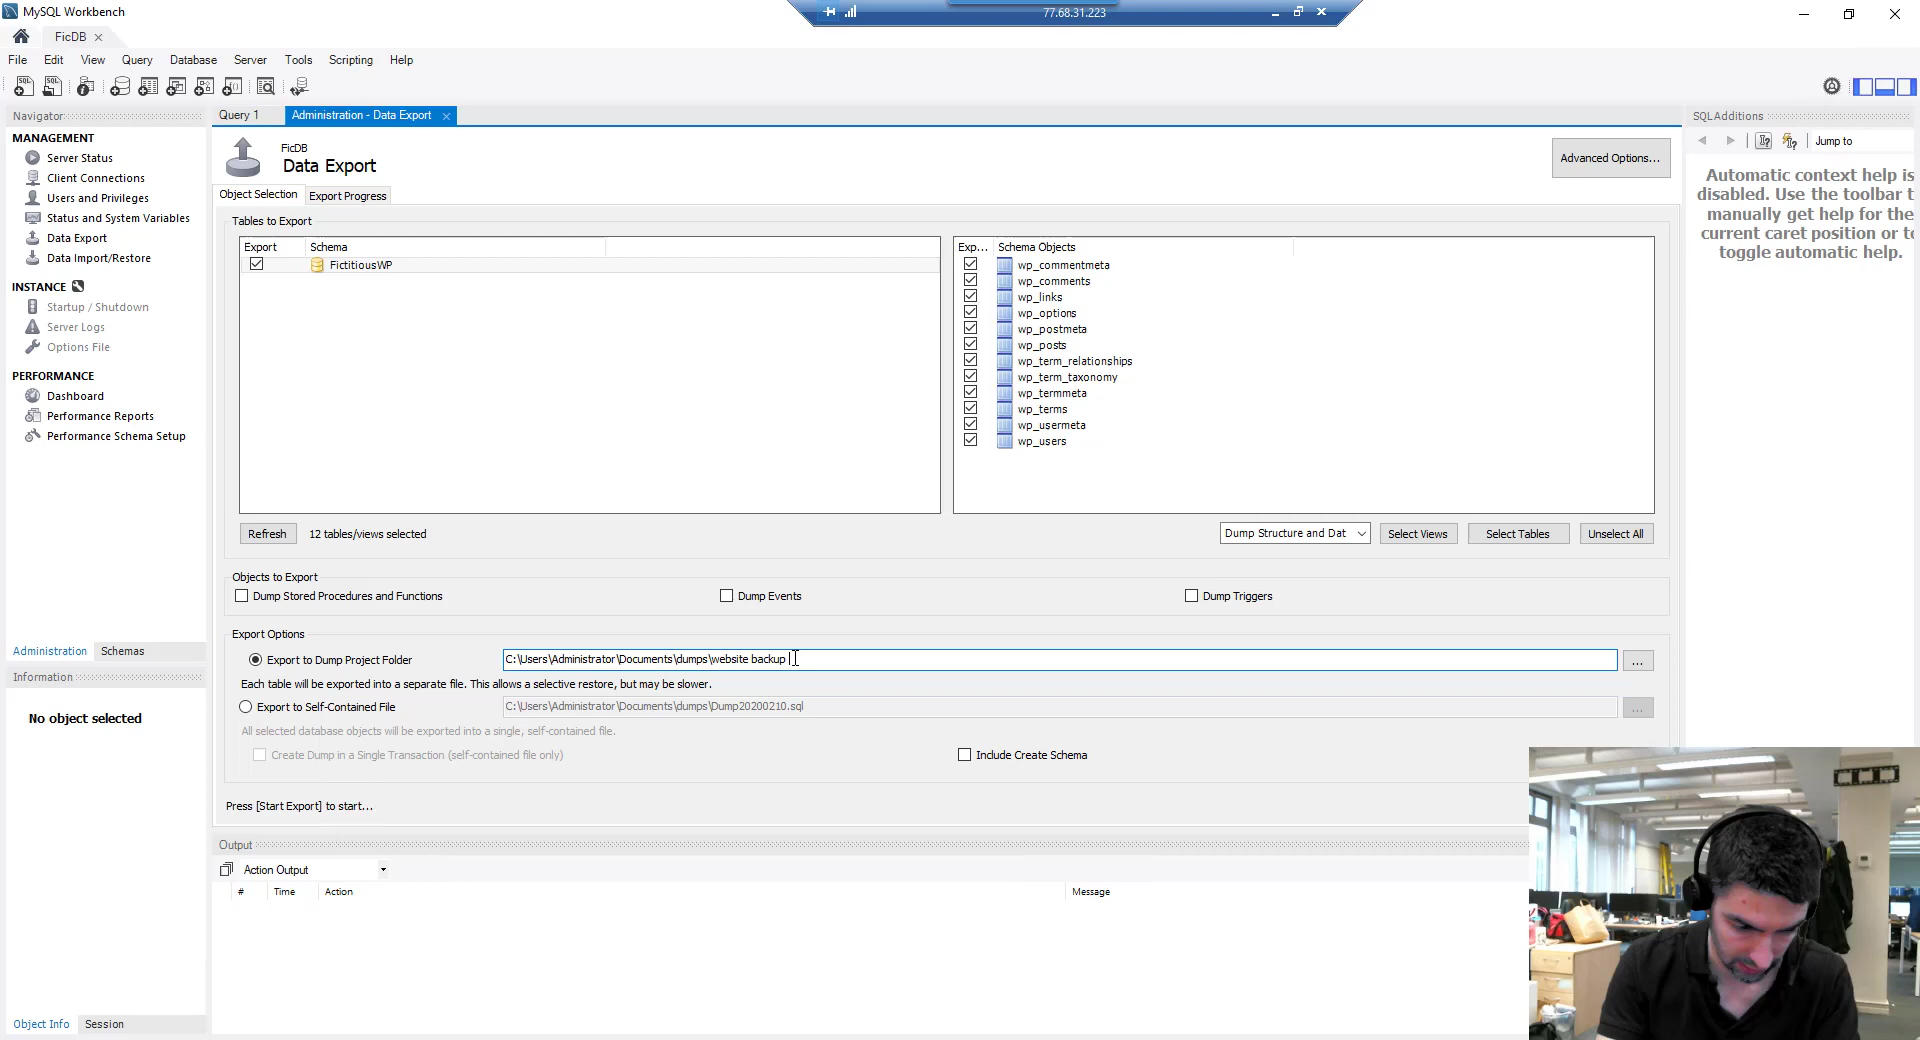 MySQL Workbench
77.68.31.223
FicDB
File Edit View Query Database Server Tools Scripting Help
Navigator
MANAGEMENT
Server Status
Client Connections
Users and Privileges
Status and System Variables
Data Export
Data Import/Restore
INSTANCE
Startup / Shutdown
Server Logs
Options File
PERFORMANCE
Dashboard
Performance Reports
Performance Schema Setup
Administration Schemas
Information
No object selected
Object Info Session
Query 1 Administration - Data Export
FicDB
Data Export
Advanced Options...
Object Selection Export Progress
Tables to Export
Export Schema
FictitiousWP
Exp... Schema Objects
wp_commentmeta
wp_comments
wp_links
wp_options
wp_postmeta
wp_posts
wp_term_relationships
wp_term_taxonomy
wp_termmeta
wp_terms
wp_usermeta
wp_users
Refresh 12 tables/views selected Dump Structure and Dat Select Views Select Tables Unselect All
Objects to Export
Dump Stored Procedures and Functions Dump Events Dump Triggers
Export Options
Export to Dump Project Folder C:\Users\Administrator\Documents\dumps\website backup
Each table will be exported into a separate file. This allows a selective restore, but may be slower.
Export to Self-Contained File C:\Users\Administrator\Documents\dumps\Dump20200210.sql
...
...
All selected database objects will be exported into a single, self-contained file.
Create Dump in a Single Transaction (self-contained file only) Include Create Schema
Press [Start Export] to start...
Output
Action Output
# Time Action Message
SQLAdditions
Jump to
Automatic context help is
disabled. Use the toolbar t
manually get help for the
current caret position or to
toggle automatic help.